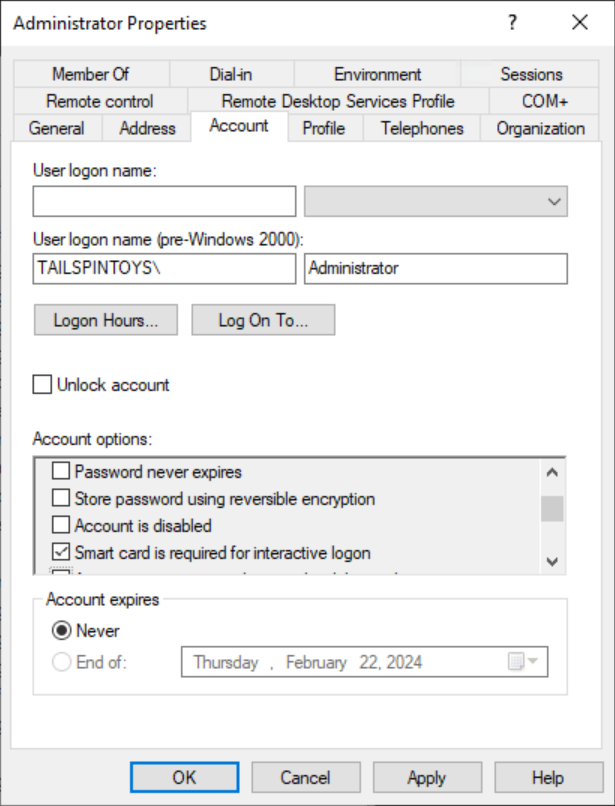 Administrator Properties ?
Member Of Dial-in Environment Sessions
Remote control Remote Desktop Services Profile COM+
General Address Account Profile Telephones Organization
User logon name:
User logon name (pre-Windows 2000):
TAILSPINTOYS\ Administrator
Logon Hours... Log On To...
Unlock account
Account options:
Password never expires
Store password using reversible encryption
Account is disabled
Smart card is required for interactive logon
Account expires
Never
End of: Thursday , February 22, 2024
OK Cancel Apply Help